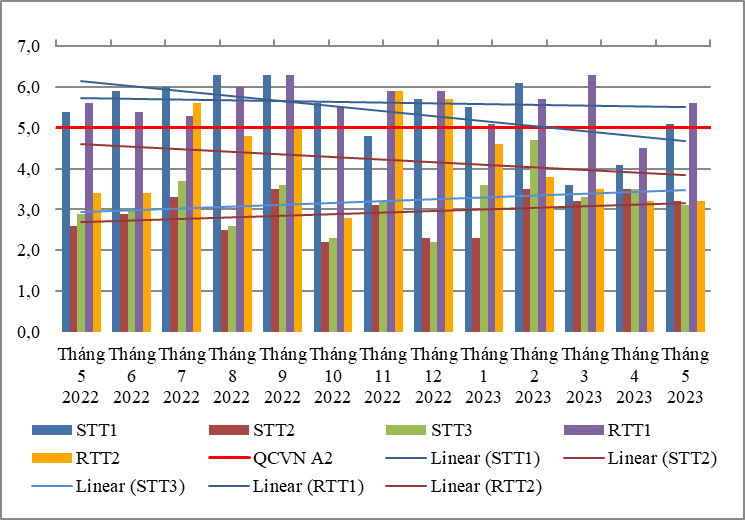 7,0
6,0
5,0
4,0
3,0
2,0
1,0
0,0
Tháng Tháng Tháng Tháng Tháng Tháng Tháng Tháng Tháng Tháng Tháng Tháng Tháng
5 6 7 8 9 10 11 12 1 2 3 4 5
2022 2022 2022 2022 2022 2022 2022 2022 2023 2023 2023 2023 2023
STT1 STT2 STT3 RTT1
RTT2 QCVN A2 Linear (STT1) Linear (STT2)
Linear (STT3) Linear (RTT1) Linear (RTT2)